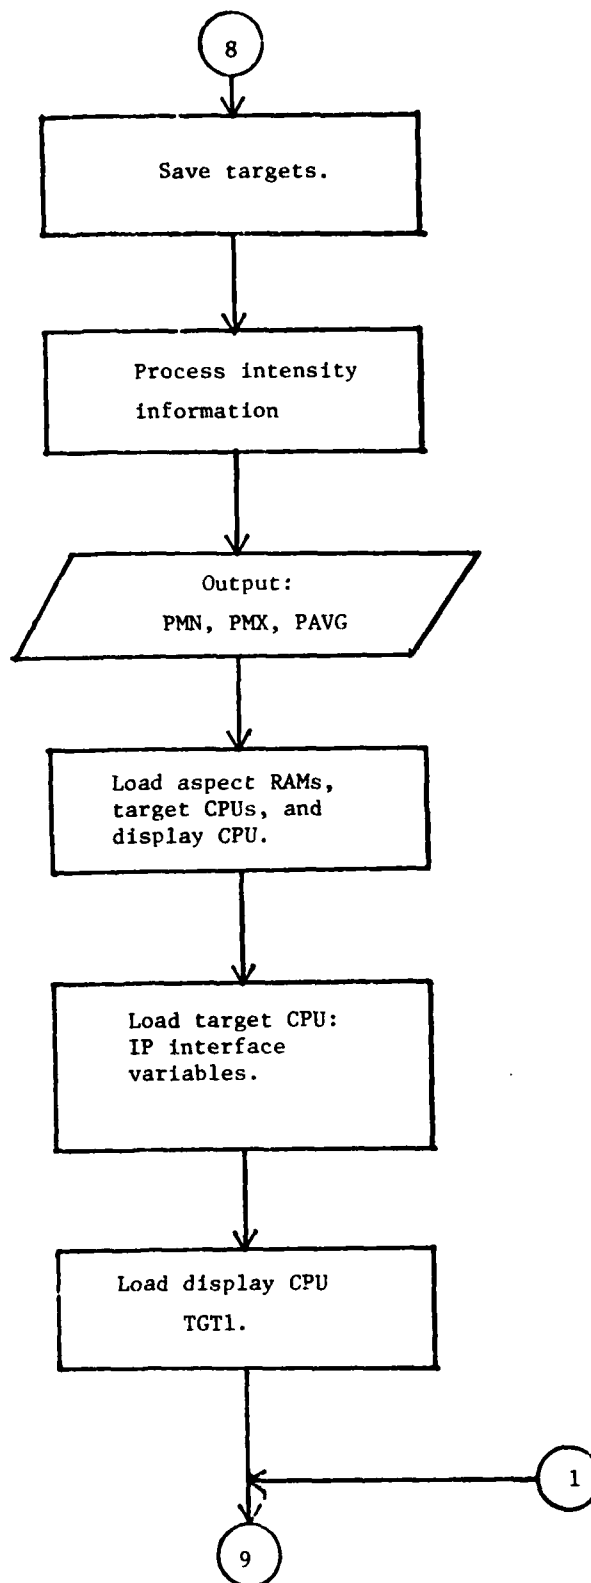 8
Save targets.
Process intensity
information
Output:
PMN, PMX, PAVG
Load aspect RAMs,
target CPUs, and
display CPU.
Load target CPU:
IP interface
variables.
Load display CPU
TGT1.
1
9